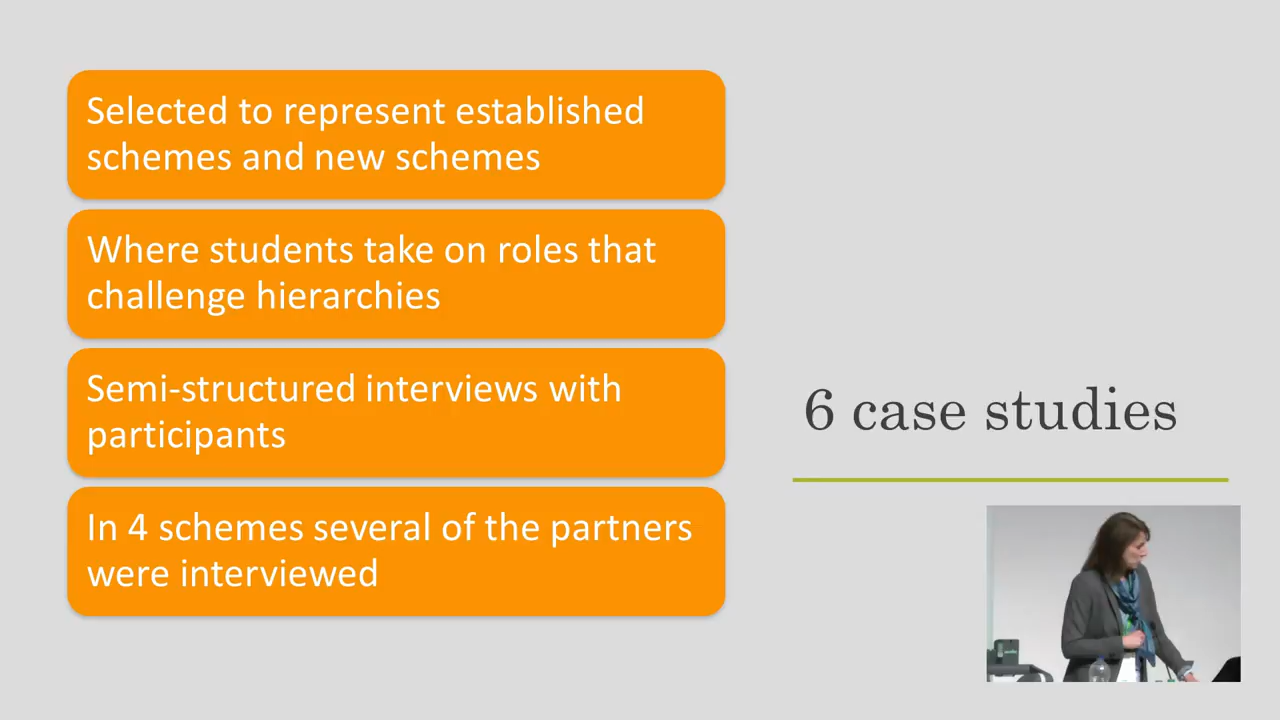 Selected to represent established
schemes and new schemes
Where students take on roles that
challenge hierarchies
Semi-structured interviews with
participants
In 4 schemes several of the partners
were interviewed
6 case studies